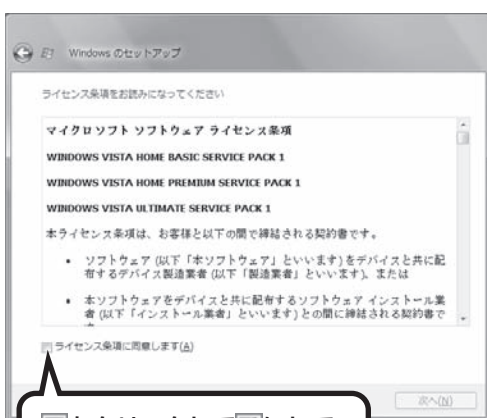 Windows のセットアップ
ライセンス条項をお読みになってください
マイクロソフト ソフトウェア ライセンス条項
WINDOWS VISTA HOME BASIC SERVICE PACK 1
WINDOWS VISTA HOME PREMIUM SERVICE PACK 1
WINDOWS VISTA ULTIMATE SERVICE PACK 1
本ライセンス条項は、お客様と以下の間で締結される契約書です。
• ソフトウェア (以下「本ソフトウェア」といいます) をデバイスと共に配
布するデバイス製造業者 (以下「製造業者」といいます)、または
• 本ソフトウェアをデバイスと共に配布するソフトウェア インストール業
者 (以下「インストール業者」といいます) との間に締結される契約書で
ライセンス条項に同意します(A)
次へ(N)